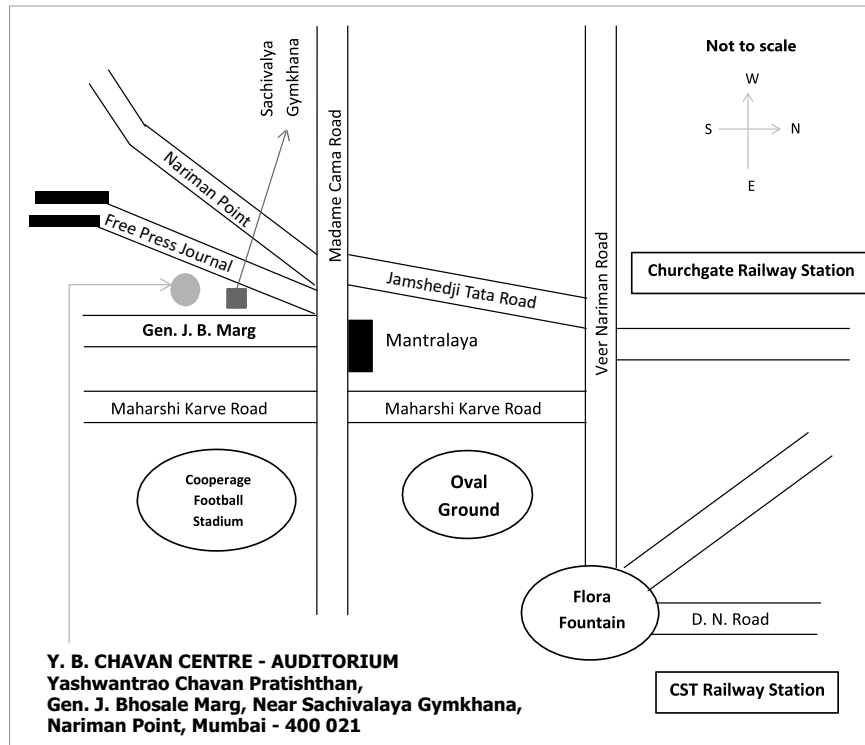 Not to scale
W
S
N
E
Sachivalya
Gymkhana
Madame Cama Road
Nariman Point
Free Press Journal
Jamshedji Tata Road
Veer Nariman Road
Churchgate Railway Station
Gen. J. B. Marg
Mantralaya
Maharshi Karve Road
Maharshi Karve Road
Cooperage
Football
Stadium
Oval
Ground
Flora
Fountain
D. N. Road
Y. B. CHAVAN CENTRE - AUDITORIUM
Yashwantrao Chavan Pratishthan,
Gen. J. Bhosale Marg, Near Sachivalaya Gymkhana,
Nariman Point, Mumbai - 400 021
CST Railway Station